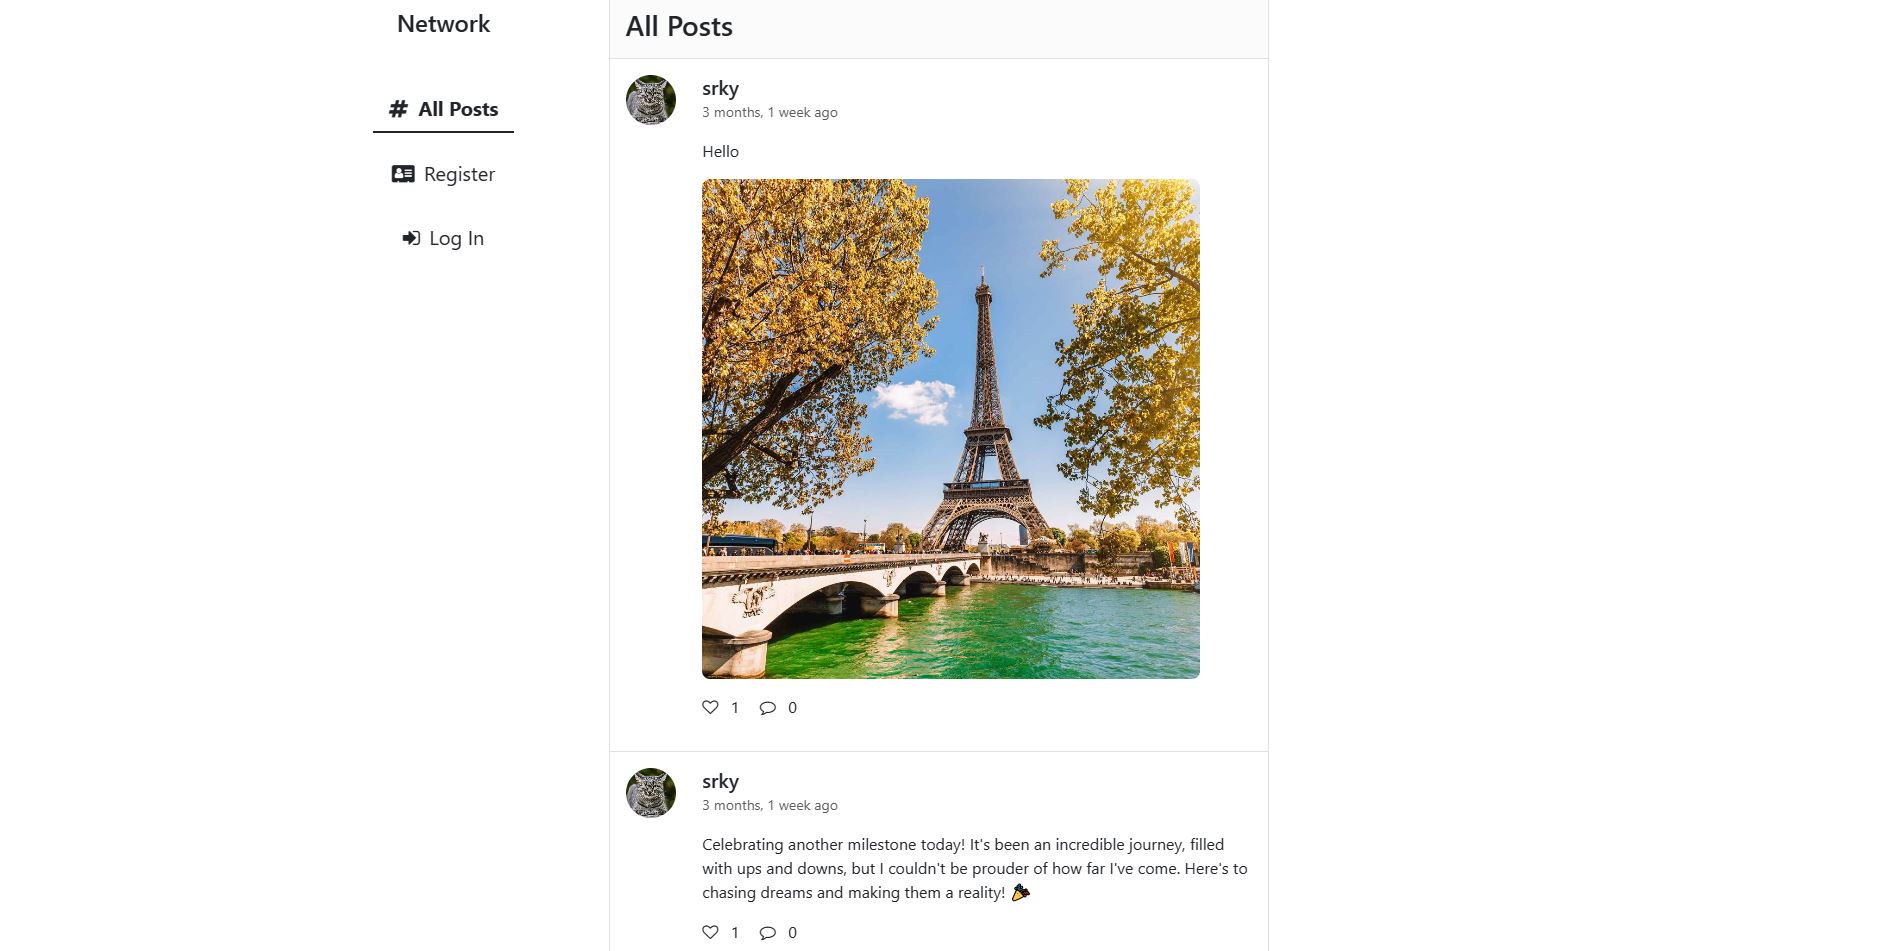 Network
All Posts
Register
Log In
All Posts
srky
3 months, 1 week ago
Hello
1 0
srky
3 months, 1 week ago
Celebrating another milestone today! It's been an incredible journey, filled
with ups and downs, but I couldn't be prouder of how far I've come. Here's to
chasing dreams and making them a reality! 🎉
1 0